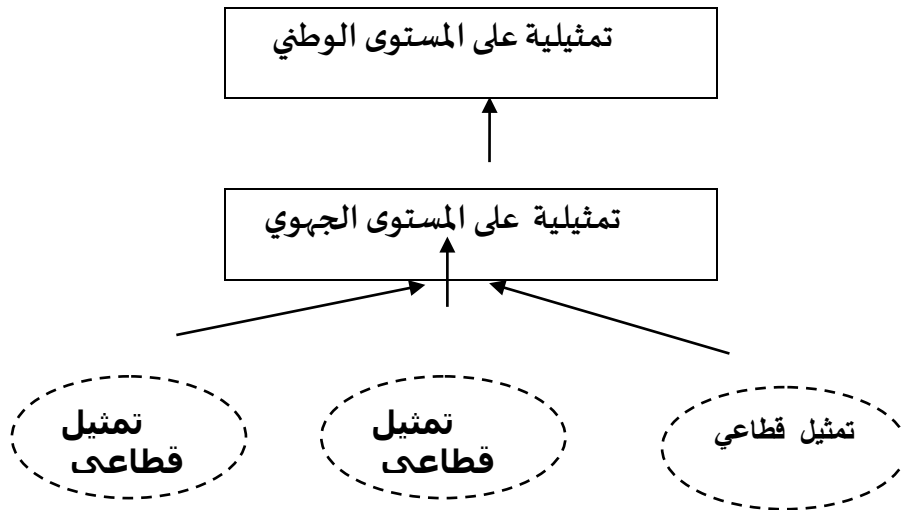 تمثيلية على المستوى الوطني
تمثيلية على المستوى الجهوي
تمثيل قطاعي
تمثيل
قطاعي
تمثيل
قطاعي